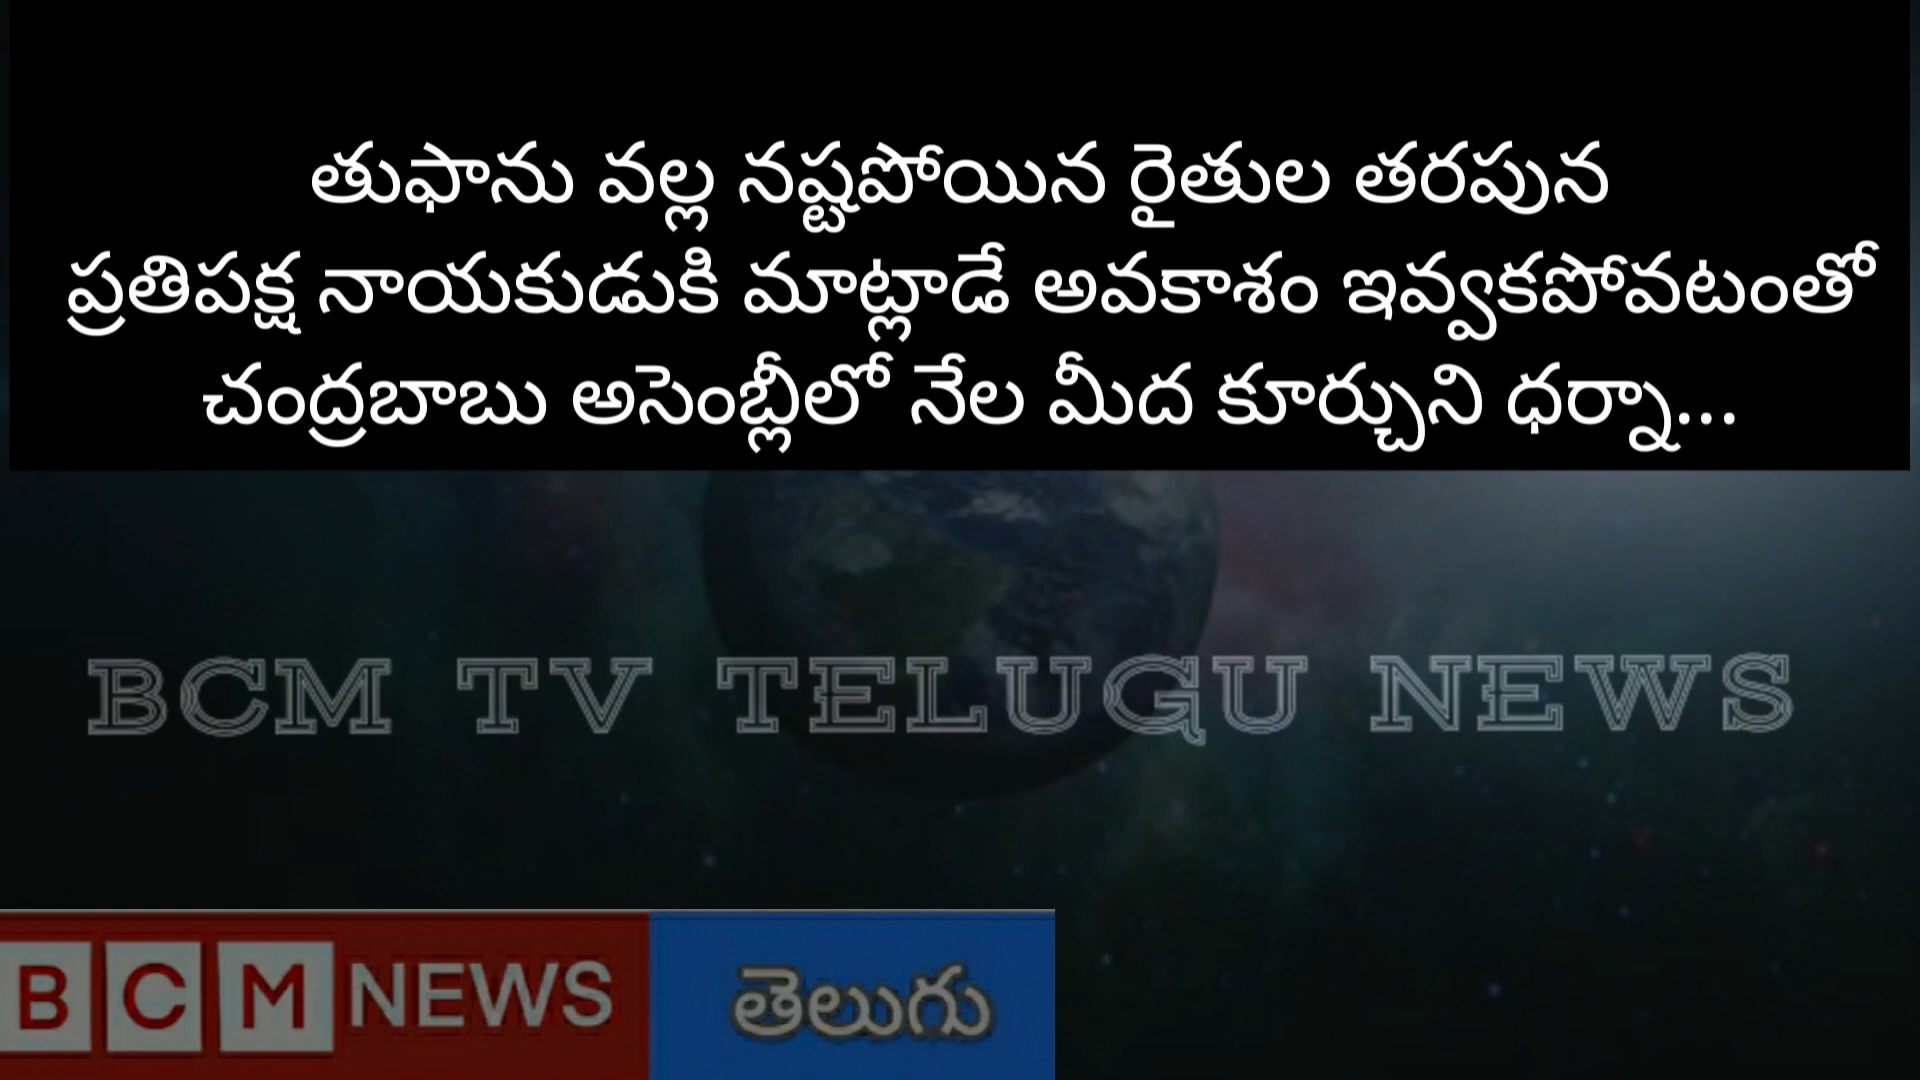 తుఫాను వల్ల నష్టపోయిన రైతుల తరపున
ప్రతిపక్ష నాయకుడుకి మాట్లాడే అవకాశం ఇవ్వకపోవటంతో
చంద్రబాబు అసెంబ్లీలో నేల మీద కూర్చుని ధర్నా...
BCM TV TELUGU NEWS
BCM NEWS తెలుగు